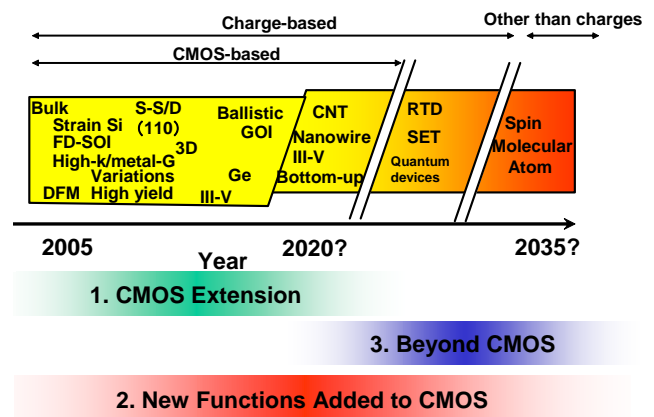 Charge-based
Other than charges
CMOS-based
Bulk
S-S/D
Ballistic
CNT
RTD
Strain Si
(110)
GOI
Spin
FD-SOI
3D
Nanowire
SET
Molecular
High-k/metal-G
III-V
Quantum
devices
Atom
Variations
Ge
Bottom-up
DFM
High yield
III-V
2005
Year
2020?
2035?
1. CMOS Extension
3. Beyond CMOS
2. New Functions Added to CMOS